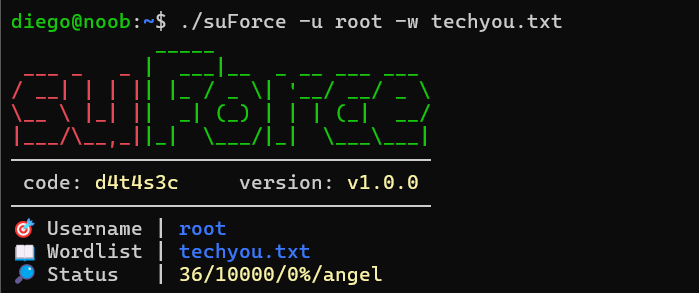 diego@noob:~$ ./suForce -u root -w techyou.txt
suForce
code: d4t4s3c version: v1.0.0
🎯 Username | root
📖 Wordlist | techyou.txt
🔎 Status | 36/10000/0%/angel